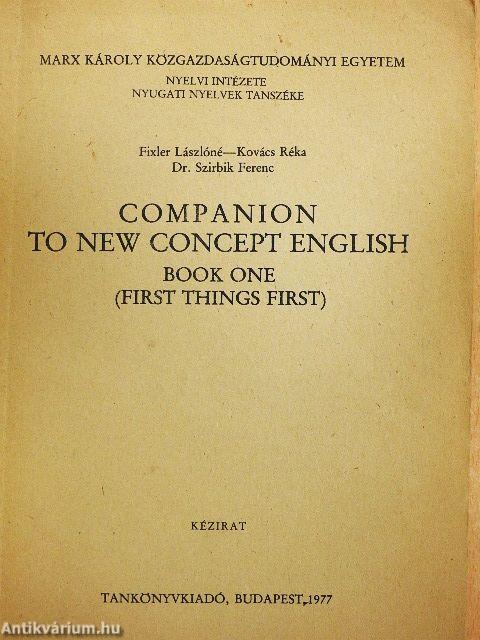 MARX KÁROLY KÖZGAZDASÁGTUDOMÁNYI EGYETEM
NYELVI INTÉZETE
NYUGATI NYELVEK TANSZÉKE
Fixler Lászlóné—Kovács Réka
Dr. Szirbik Ferenc
COMPANION
TO NEW CONCEPT ENGLISH
BOOK ONE
(FIRST THINGS FIRST)
KÉZIRAT
TANKÖNYVKIADÓ, BUDAPEST, 1977
Antikvárium.hu